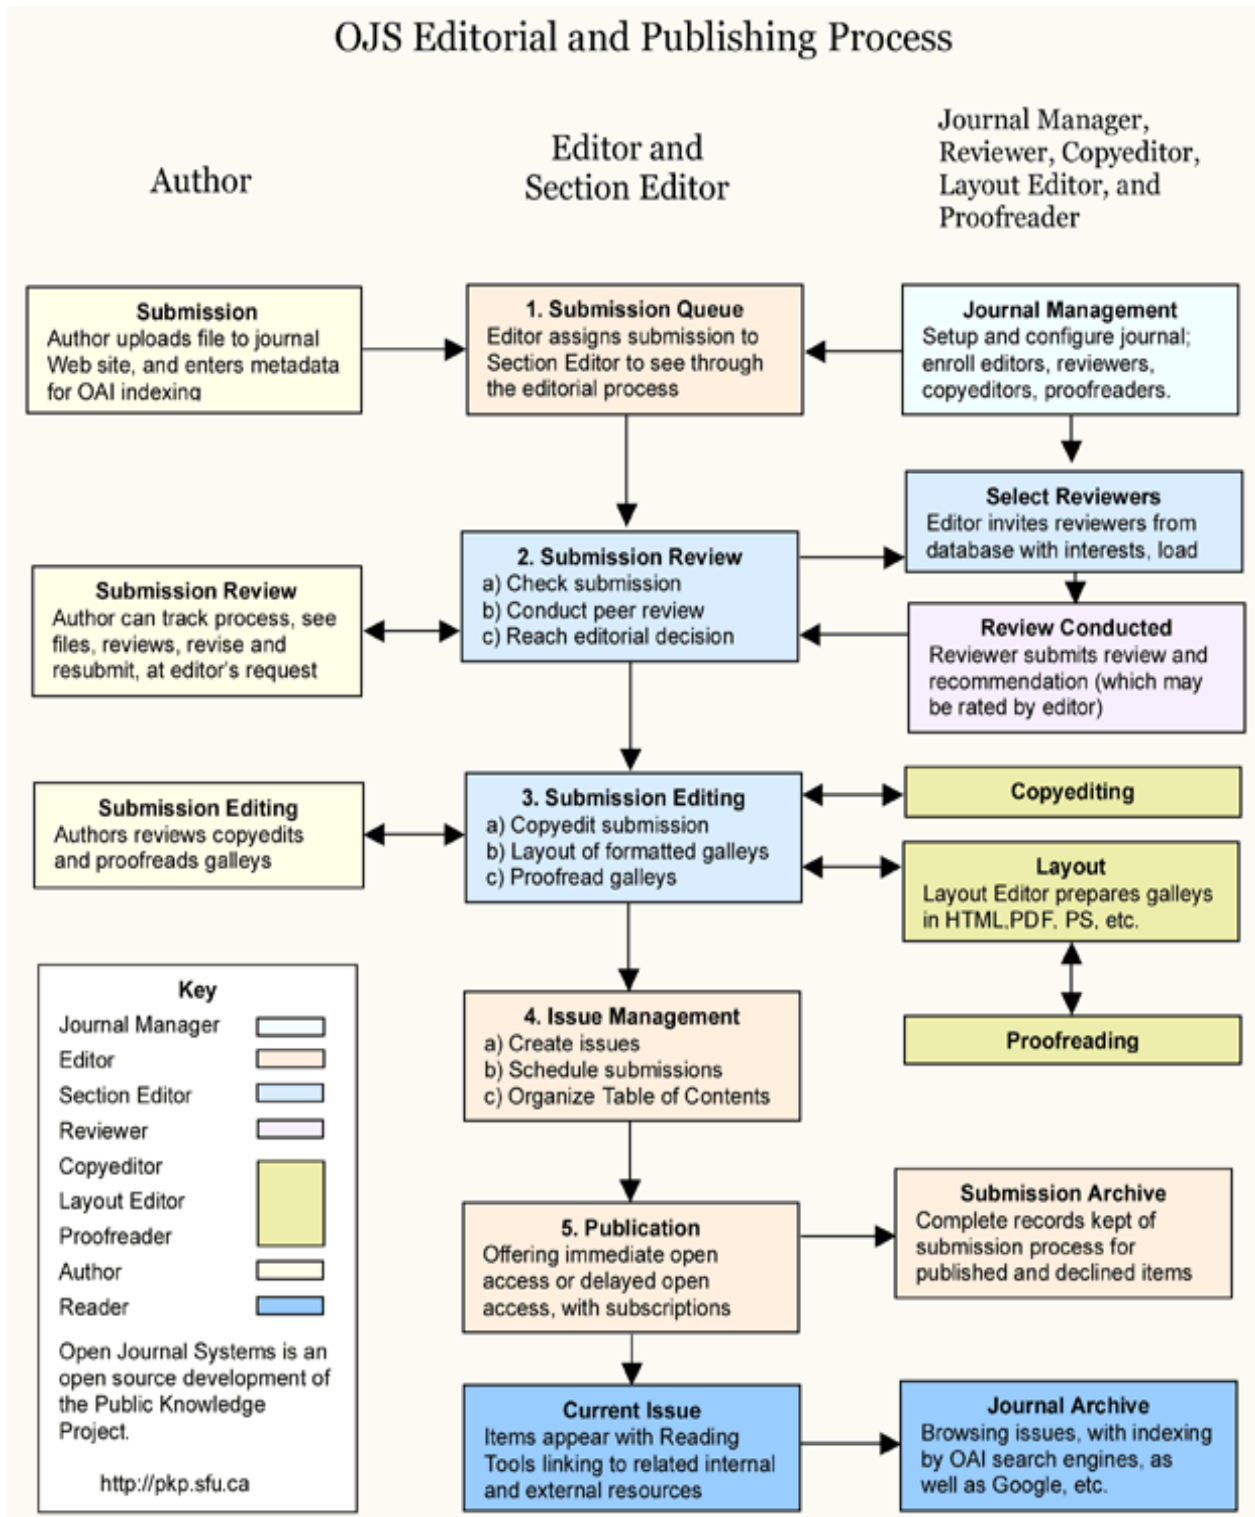 OJS Editorial and Publishing Process
Author
Editor and
Section Editor
Journal Manager,
Reviewer, Copyeditor,
Layout Editor, and
Proofreader
Submission
Author uploads file to journal
Web site, and enters metadata
for OAI indexing
1. Submission Queue
Editor assigns submission to
Section Editor to see through
the editorial process
Journal Management
Setup and configure journal;
enroll editors, reviewers,
copyeditors, proofreaders.
Select Reviewers
Editor invites reviewers from
database with interests, load
Submission Review
Author can track process, see
files, reviews, revise and
resubmit, at editor's request
2. Submission Review
a) Check submission
b) Conduct peer review
c) Reach editorial decision
Review Conducted
Reviewer submits review and
recommendation (which may
be rated by editor)
Submission Editing
Authors reviews copyedits
and proofreads galleys
3. Submission Editing
a) Copyedit submission
b) Layout of formatted galleys
c) Proofread galleys
Copyediting
Layout
Layout Editor prepares galleys
in HTML,PDF, PS, etc.
Proofreading
4. Issue Management
a) Create issues
b) Schedule submissions
c) Organize Table of Contents
5. Publication
Offering immediate open
access or delayed open
access, with subscriptions
Submission Archive
Complete records kept of
submission process for
published and declined items
Current Issue
Items appear with Reading
Tools linking to related internal
and external resources
Journal Archive
Browsing issues, with indexing
by OAI search engines, as
well as Google, etc.
Key
Journal Manager
Editor
Section Editor
Reviewer
Copyeditor
Layout Editor
Proofreader
Author
Reader
Open Journal Systems is an
open source development of
the Public Knowledge
Project.
http://pkp.sfu.ca